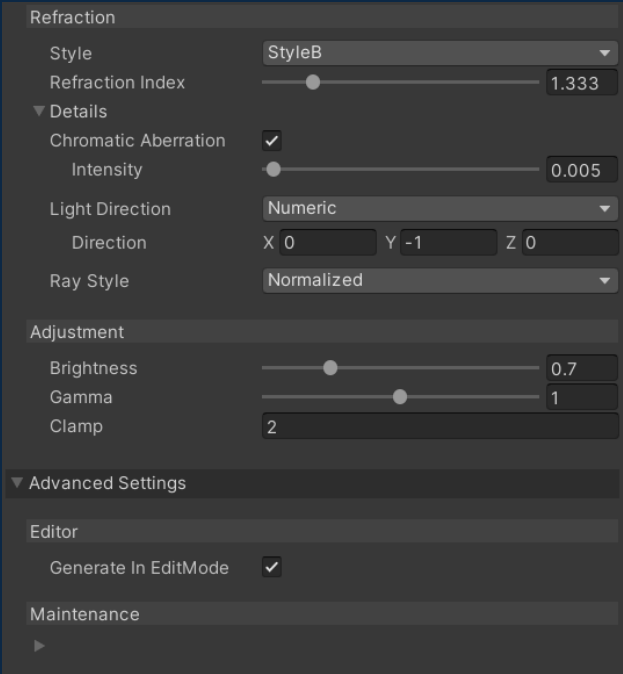 Refraction
Style StyleB
Refraction Index 1.333
Details
Chromatic Aberration
Intensity 0.005
Light Direction Numeric
Direction X 0 Y -1 Z 0
Ray Style Normalized
Adjustment
Brightness 0.7
Gamma 1
Clamp 2
Advanced Settings
Editor
Generate In EditMode
Maintenance